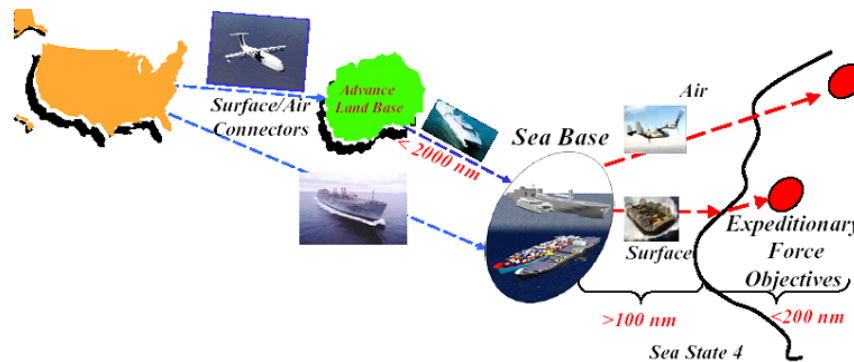 Advance
Land Base
Surface/Air
Connectors
< 2000 nm
Sea Base
Air
Surface
Expeditionary
Force
Objectives
>100 nm
<200 nm
Sea State 4